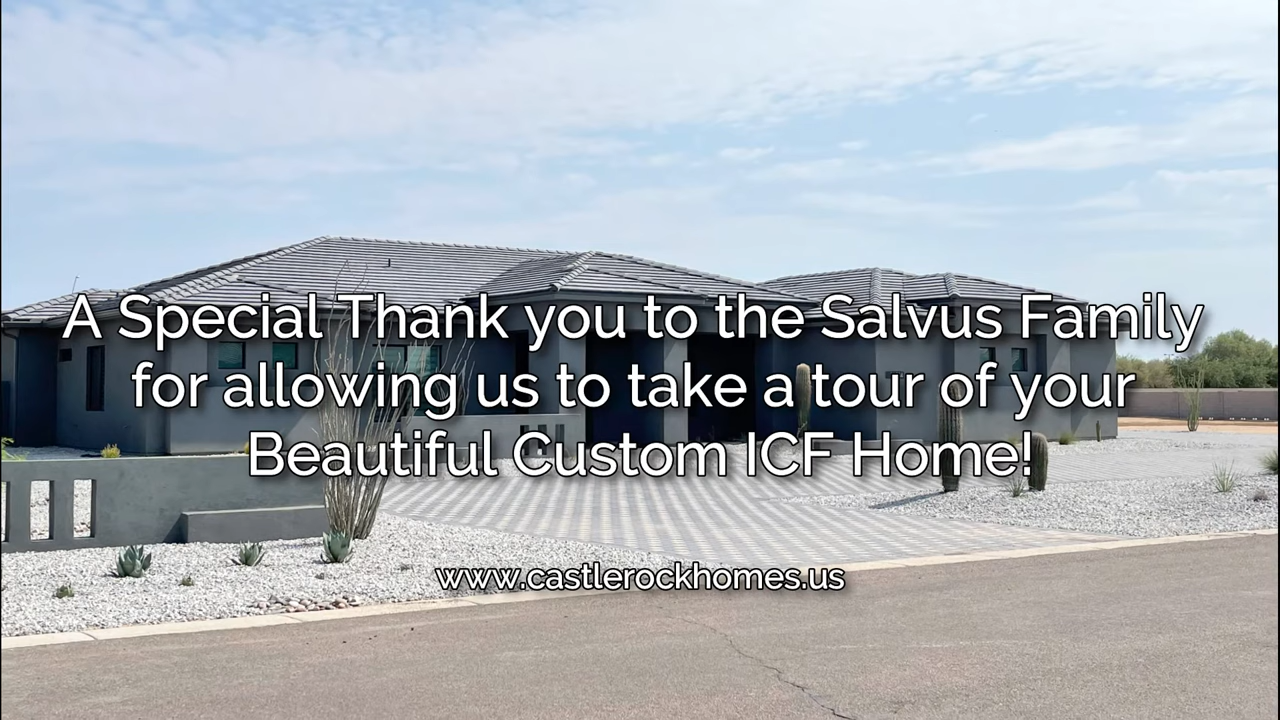 A Special Thank you to the Salvus Family
for allowing us to take a tour of your
Beautiful Custom ICF Home!
www.castlerockhomes.us